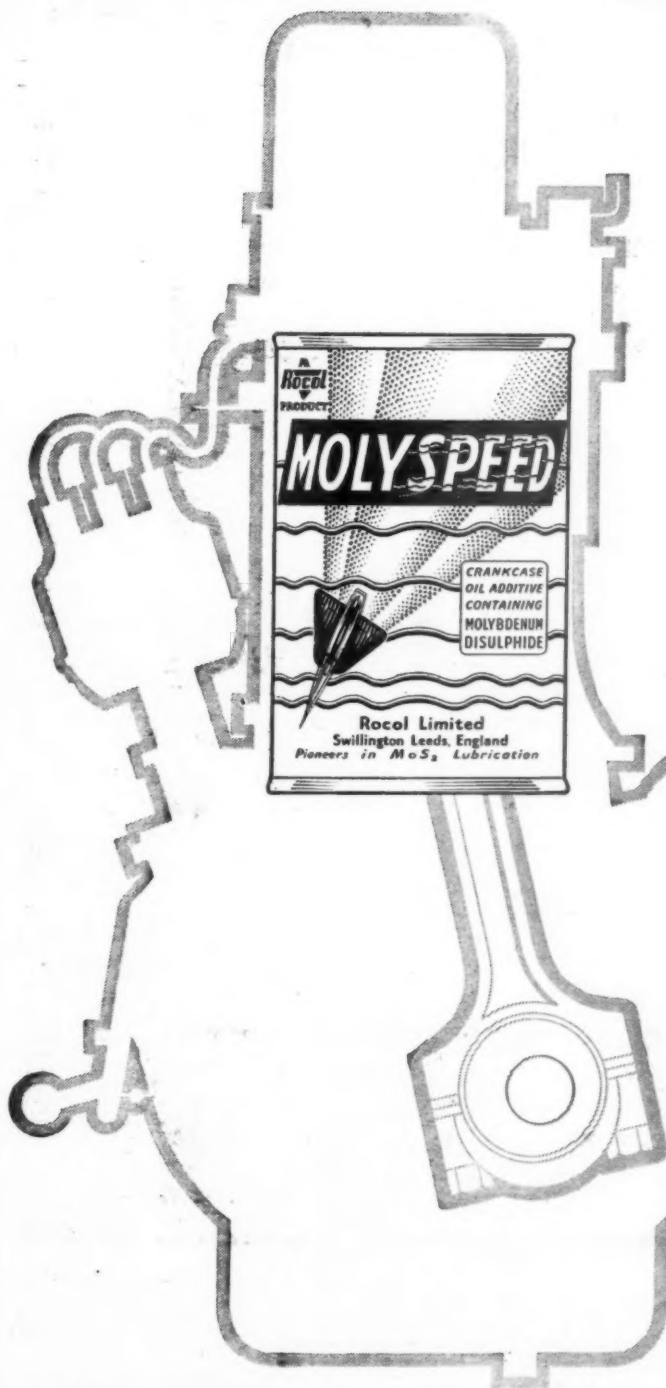 A
Rocol
PRODUCT
MOLYSPEED
CRANKCASE
OIL ADDITIVE
CONTAINING
MOLYBDENUM
DISULPHIDE
Rocol Limited
Swillington Leeds, England
Pioneers in MoS₂ Lubrication